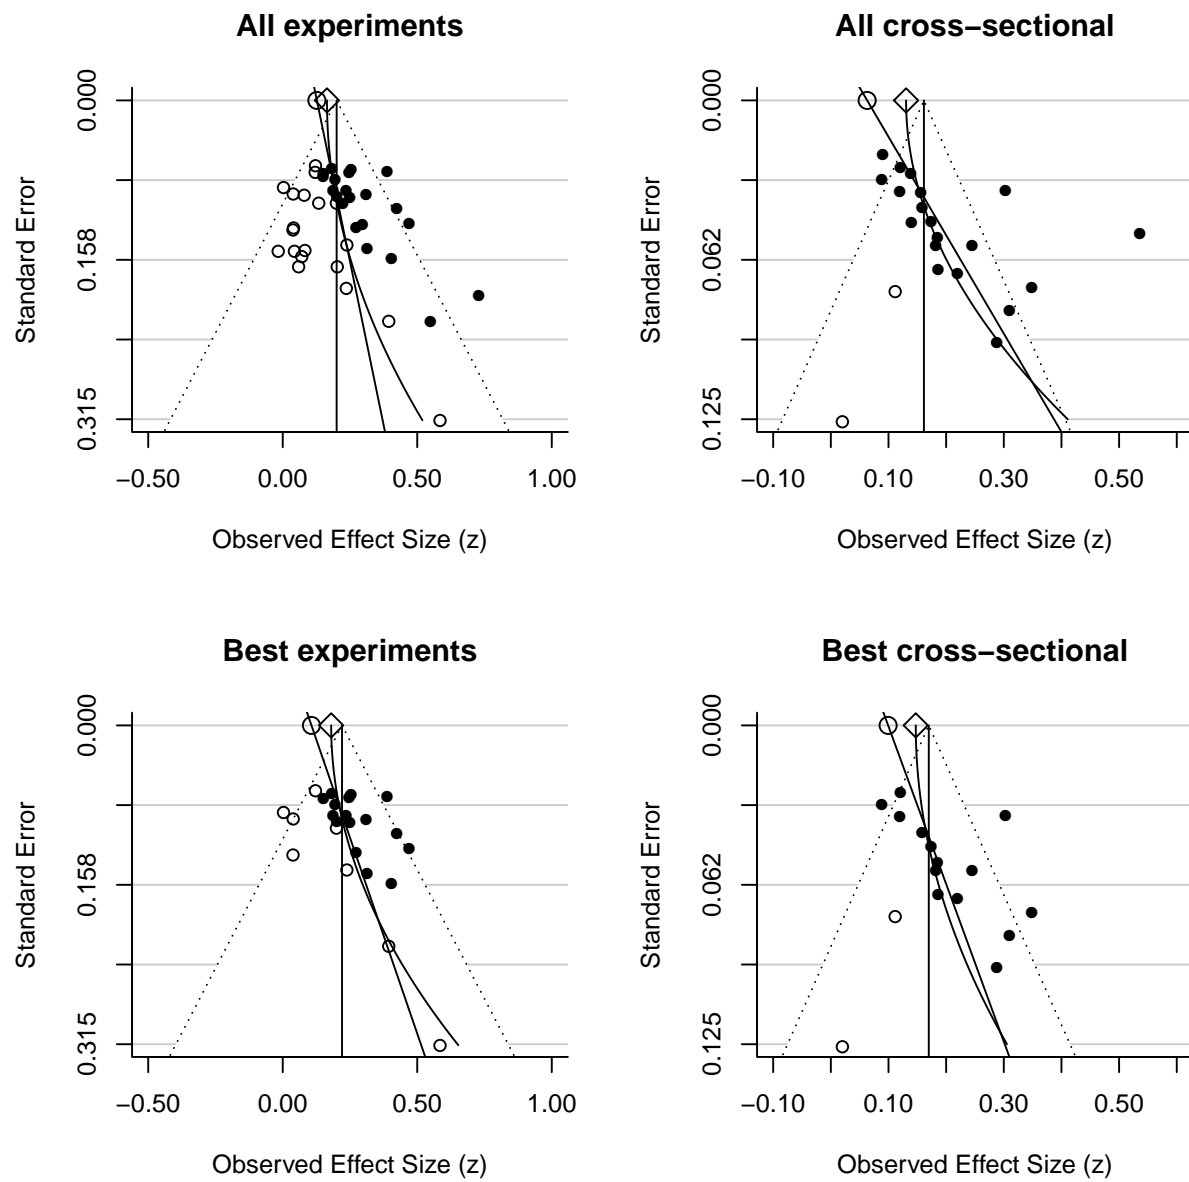 All experiments
Standard Error
0.000
0.158
0.315
−0.50 0.00 0.50 1.00
Observed Effect Size (z)
All cross−sectional
Standard Error
0.000
0.062
0.125
−0.10 0.10 0.30 0.50
Observed Effect Size (z)
Best experiments
Standard Error
0.000
0.158
0.315
−0.50 0.00 0.50 1.00
Observed Effect Size (z)
Best cross−sectional
Standard Error
0.000
0.062
0.125
−0.10 0.10 0.30 0.50
Observed Effect Size (z)